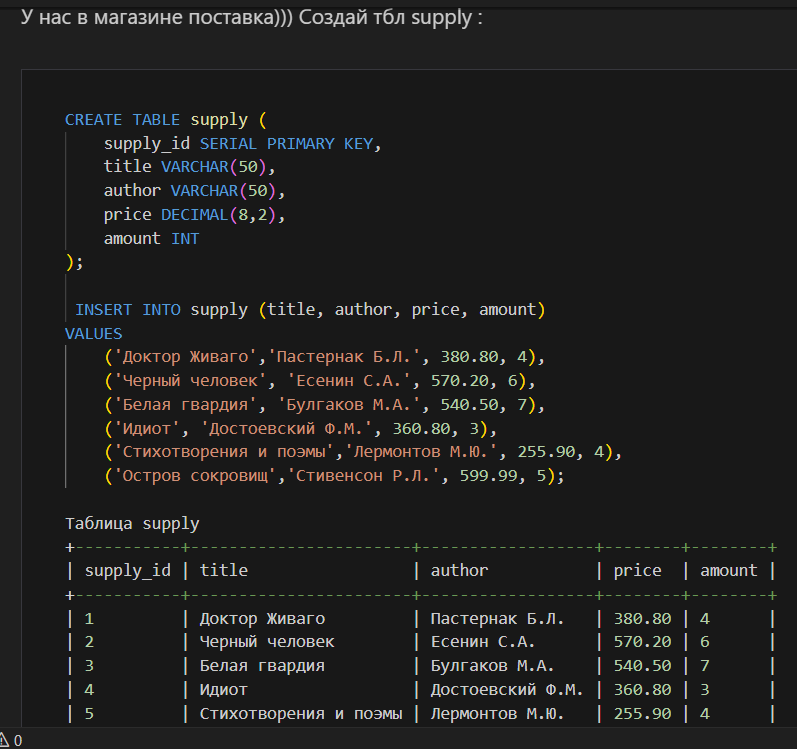 У нас в магазине поставка))) Создай тбл supply :
CREATE TABLE supply (
supply_id SERIAL PRIMARY KEY,
title VARCHAR(50),
author VARCHAR(50),
price DECIMAL(8,2),
amount INT
);
INSERT INTO supply (title, author, price, amount)
VALUES
('Доктор Живаго','Пастернак Б.Л.', 380.80, 4),
('Черный человек', 'Есенин С.А.', 570.20, 6),
('Белая гвардия', 'Булгаков М.А.', 540.50, 7),
('Идиот', 'Достоевский Ф.М.', 360.80, 3),
('Стихотворения и поэмы','Лермонтов М.Ю.', 255.90, 4),
('Остров сокровищ','Стивенсон Р.Л.', 599.99, 5);
Таблица supply
+-----------+-----------------------+------------------+--------+--------+
| supply_id | title | author | price | amount |
+-----------+-----------------------+------------------+--------+--------+
| 1 | Доктор Живаго | Пастернак Б.Л. | 380.80 | 4 |
| 2 | Черный человек | Есенин С.А. | 570.20 | 6 |
| 3 | Белая гвардия | Булгаков М.А. | 540.50 | 7 |
| 4 | Идиот | Достоевский Ф.М. | 360.80 | 3 |
| 5 | Стихотворения и поэмы | Лермонтов М.Ю. | 255.90 | 4 |
0